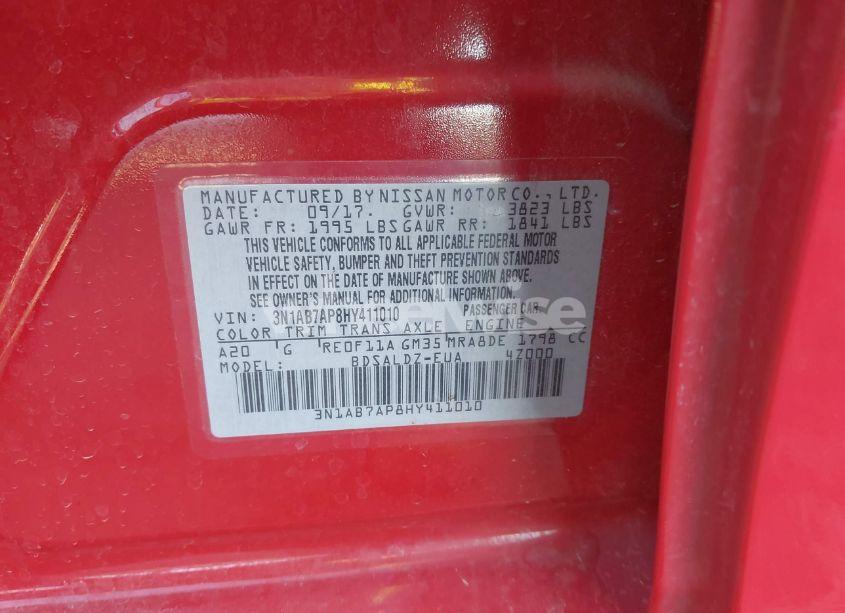 MANUFACTURED BY NISSAN MOTOR CO., LTD.
DATE: 09/17. GVWR: 3823 LBS
GAWR FR: 1995 LBS GAWR RR: 1841 LBS
THIS VEHICLE CONFORMS TO ALL APPLICABLE FEDERAL MOTOR
VEHICLE SAFETY, BUMPER AND THEFT PREVENTION STANDARDS
IN EFFECT ON THE DATE OF MANUFACTURE SHOWN ABOVE.
SEE OWNER'S MANUAL FOR ADDITIONAL INFORMATION.
VIN: 3N1AB7AP8HY411010 PASSENGER CAR.
COLOR TRIM TRANS AXLE ENGINE
A20 G RE0F11A GM35 MRA8DE 1798 CC
MODEL: BDSALDZ-EUA 4Z000
3N1AB7AP8HY411010